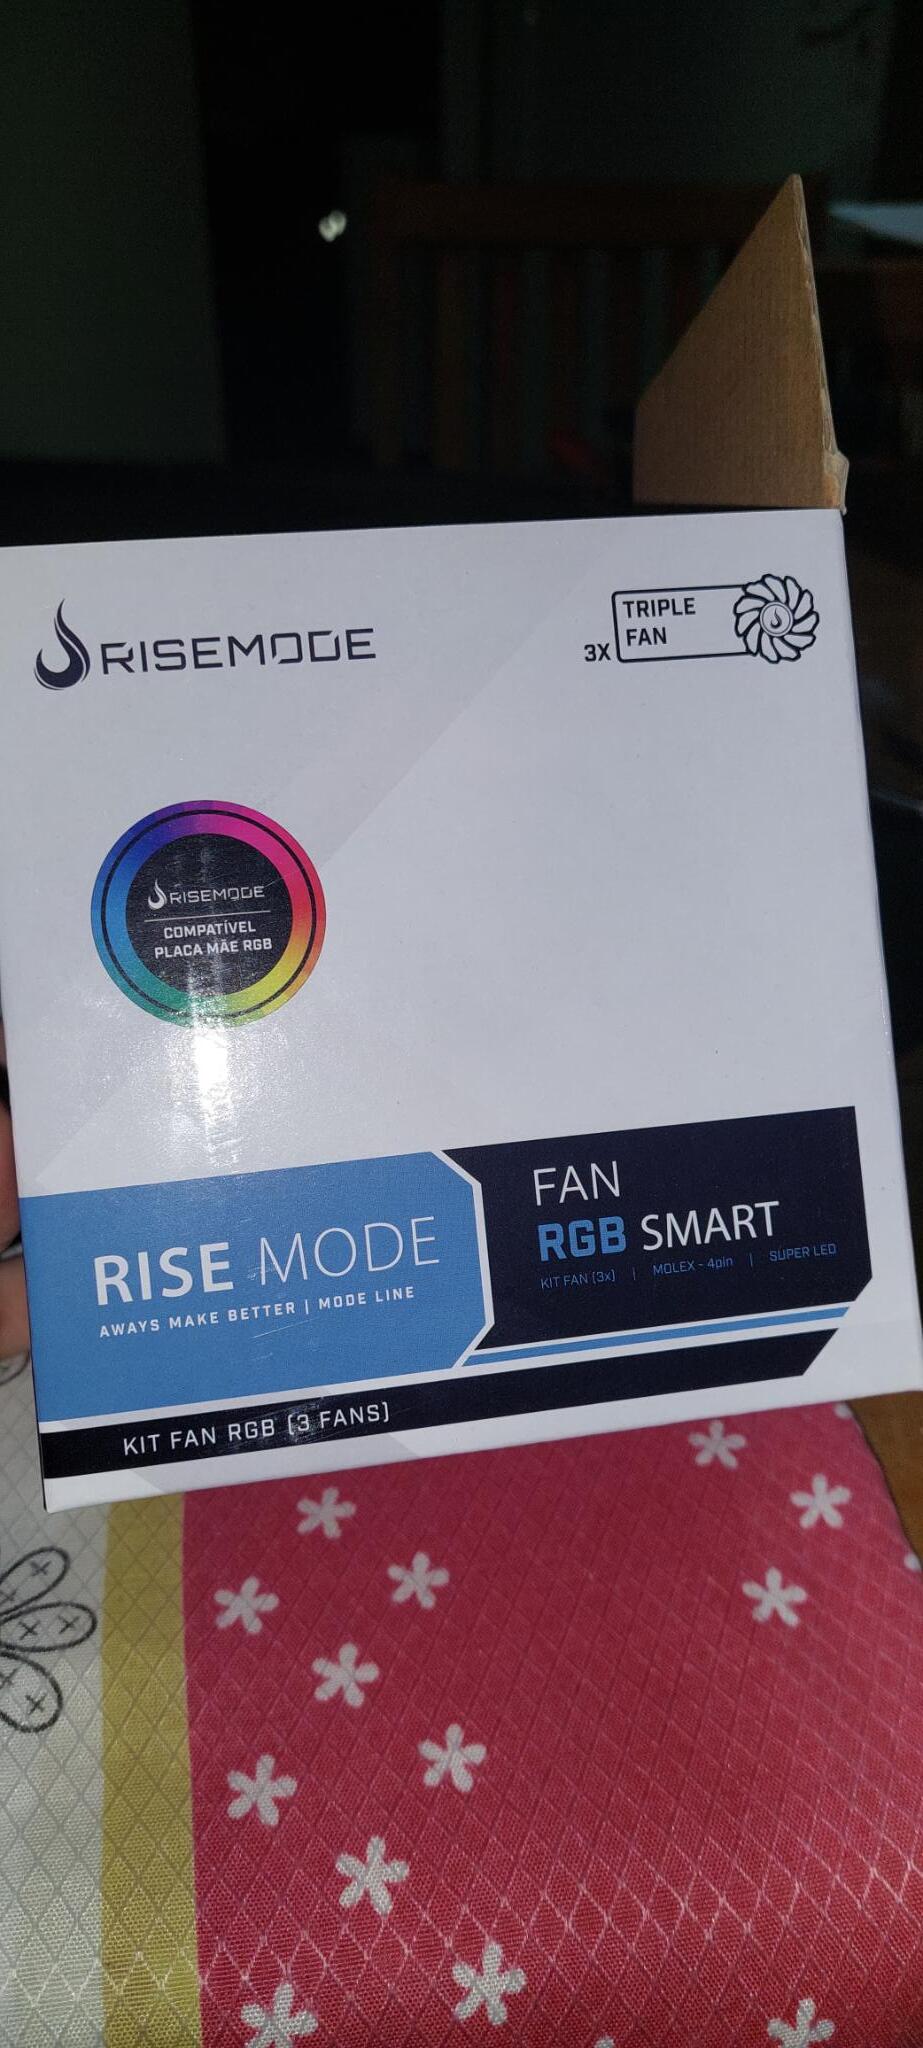 RISEMODE
3X TRIPLE
FAN
RISEMODE
COMPATÍVEL
PLACA MÃE RGB
RISE MODE
AWAYS MAKE BETTER | MODE LINE
FAN
RGB SMART
KIT FAN (3x) | MOLEX - 4pin | SUPER LED
KIT FAN RGB (3 FANS)